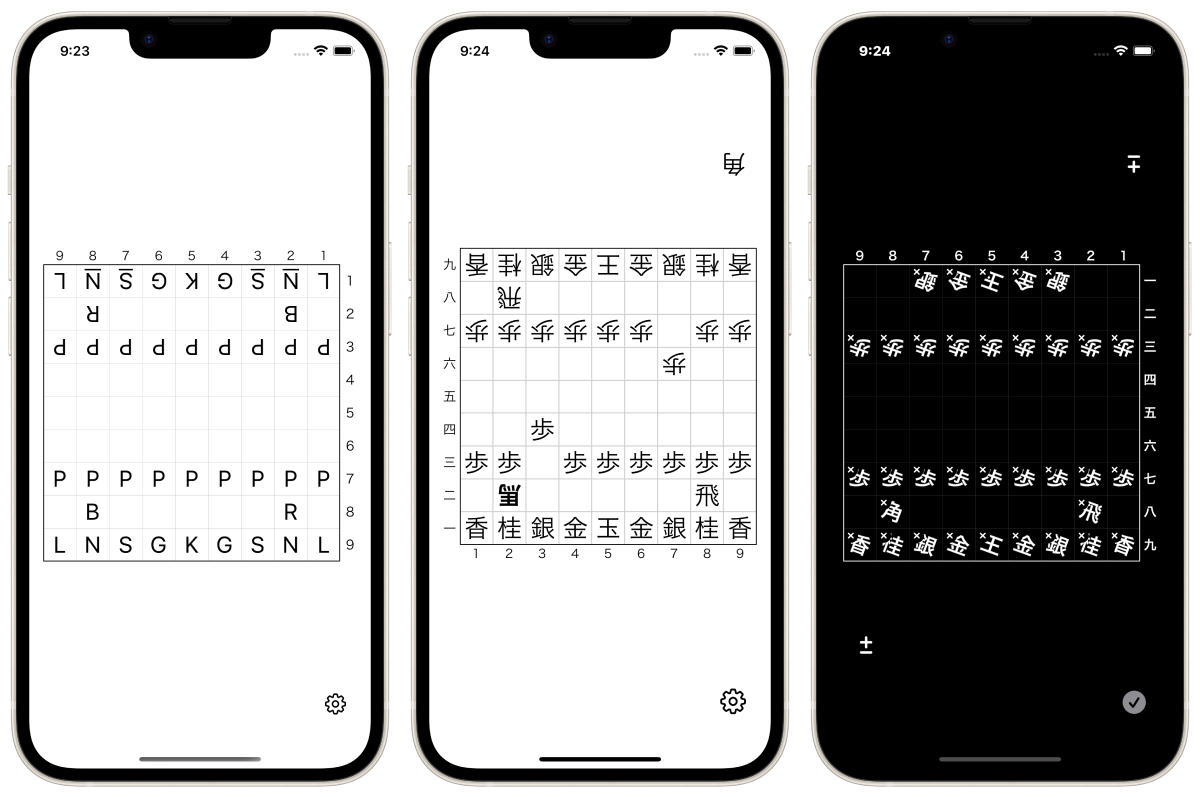 9:23
9 8 7 6 5 4 3 2 1
L N S G K G S N L 1
R B 2
P P P P P P P P P 3
4
5
6
P P P P P P P P P 7
B R 8
L N S G K G S N L 9
9:24
角
九 香 桂 銀 金 王 金 銀 桂 香
八 飛
七 歩 歩 歩 歩 歩 歩 歩 歩
六 歩
五
四 歩
三 歩 歩 歩 歩 歩 歩 歩 歩
二 馬 飛
一 香 桂 銀 金 玉 金 銀 桂 香
1 2 3 4 5 6 7 8 9
9:24
∓
9 8 7 6 5 4 3 2 1
銀 金 王 金 銀 一
二
歩 歩 歩 歩 歩 歩 歩 歩 歩 三
四
五
六
歩 歩 歩 歩 歩 歩 歩 歩 歩 七
角 飛 八
香 桂 銀 金 王 金 銀 桂 香 九
±